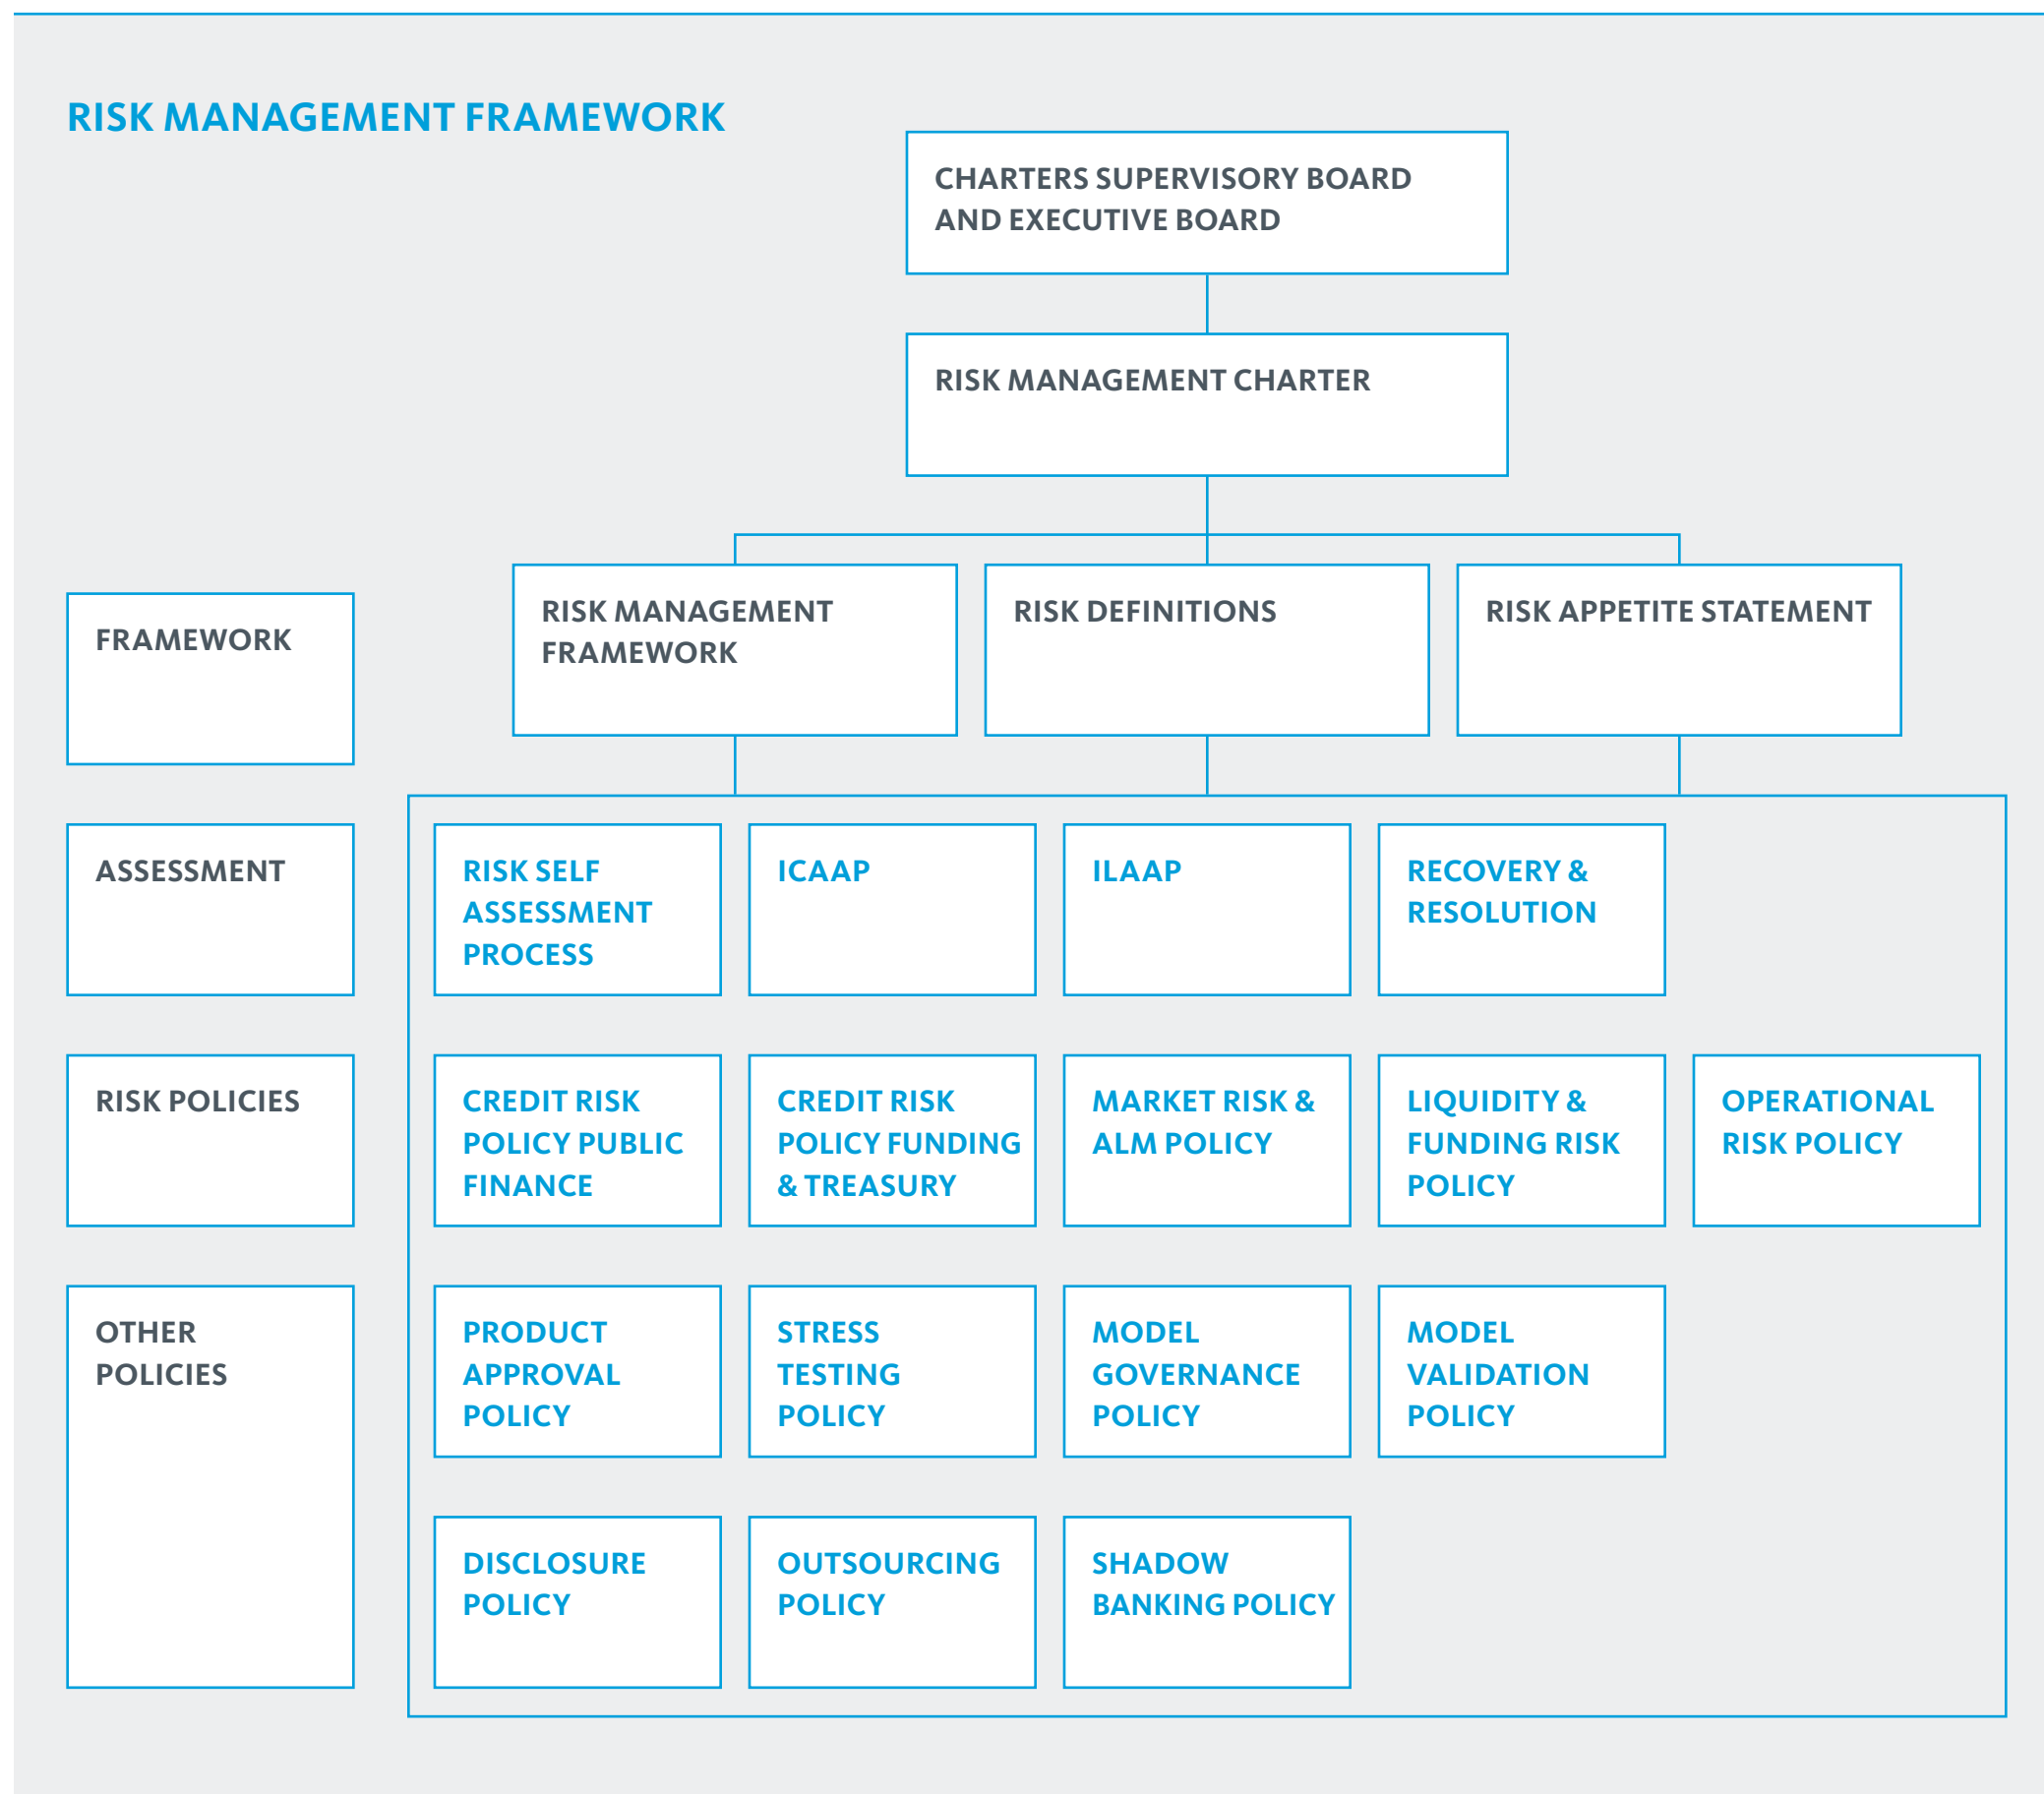 RISK MANAGEMENT FRAMEWORK
CHARTERS SUPERVISORY BOARD
AND EXECUTIVE BOARD
RISK MANAGEMENT CHARTER
FRAMEWORK
RISK MANAGEMENT
FRAMEWORK
RISK DEFINITIONS
RISK APPETITE STATEMENT
ASSESSMENT
RISK SELF
ASSESSMENT
PROCESS
ICAAP
ILAAP
RECOVERY &
RESOLUTION
RISK POLICIES
CREDIT RISK
POLICY PUBLIC
FINANCE
CREDIT RISK
POLICY FUNDING
& TREASURY
MARKET RISK &
ALM POLICY
LIQUIDITY &
FUNDING RISK
POLICY
OPERATIONAL
RISK POLICY
OTHER
POLICIES
PRODUCT
APPROVAL
POLICY
STRESS
TESTING
POLICY
MODEL
GOVERNANCE
POLICY
MODEL
VALIDATION
POLICY
DISCLOSURE
POLICY
OUTSOURCING
POLICY
SHADOW
BANKING POLICY